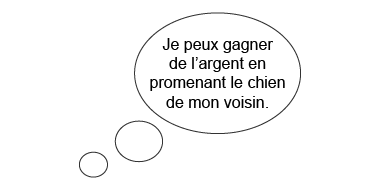 Je peux gagner
de l’argent en
promenant le chien
de mon voisin.